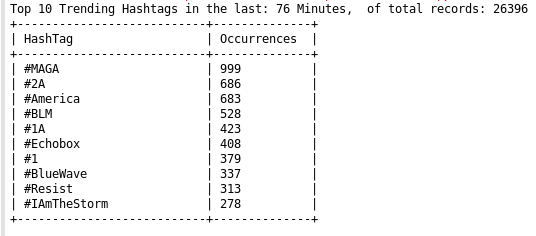 Top 10 Trending Hashtags in the last: 76 Minutes,  of total records: 26396
+---------------------------+--------------+
| HashTag                   | Occurrences  |
+---------------------------+--------------+
| #MAGA                     | 999          |
| #2A                       | 686          |
| #America                  | 683          |
| #BLM                      | 528          |
| #1A                       | 423          |
| #Echobox                  | 408          |
| #1                        | 379          |
| #BlueWave                 | 337          |
| #Resist                   | 313          |
| #IAmTheStorm              | 278          |
+---------------------------+--------------+